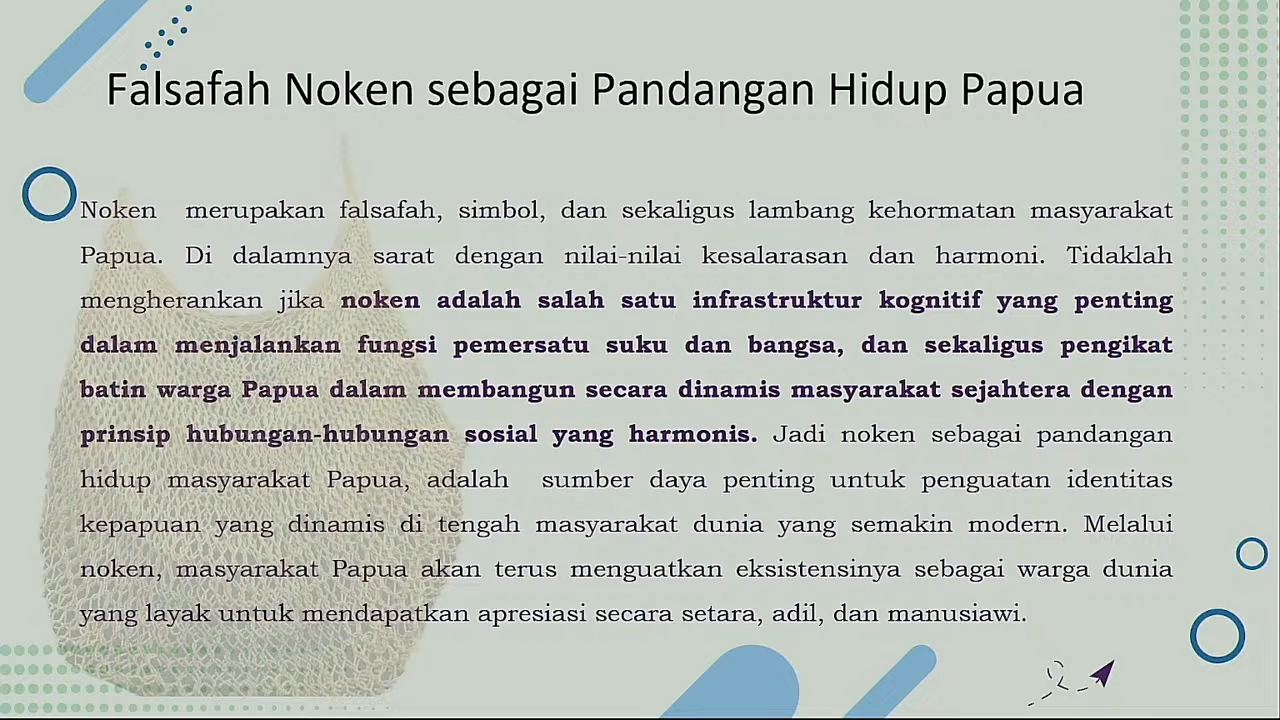 Falsafah Noken sebagai Pandangan Hidup Papua
Noken merupakan falsafah, simbol, dan sekaligus lambang kehormatan masyarakat
Papua. Di dalamnya sarat dengan nilai-nilai kesalarasan dan harmoni. Tidaklah
mengherankan jika noken adalah salah satu infrastruktur kognitif yang penting
dalam menjalankan fungsi pemersatu suku dan bangsa, dan sekaligus pengikat
batin warga Papua dalam membangun secara dinamis masyarakat sejahtera dengan
prinsip hubungan-hubungan sosial yang harmonis. Jadi noken sebagai pandangan
hidup masyarakat Papua, adalah sumber daya penting untuk penguatan identitas
kepapuan yang dinamis di tengah masyarakat dunia yang semakin modern. Melalui
noken, masyarakat Papua akan terus menguatkan eksistensinya sebagai warga dunia
yang layak untuk mendapatkan apresiasi secara setara, adil, dan manusiawi.